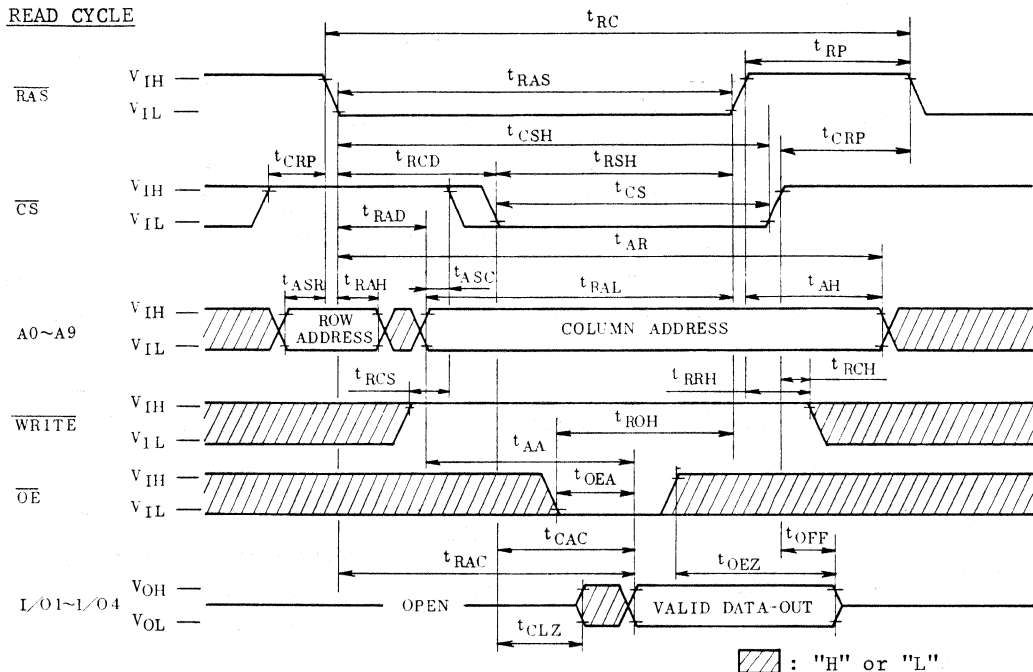 READ CYCLE
tRC
tRP
RAS
VIH
VIL
tRAS
tCSH
tCRP
tRCD
tRSH
tCRP
CS
VIH
VIL
tCS
tRAD
tAR
tASR
tRAH
tASC
tRAL
tAH
A0~A9
VIH
VIL
ROW
ADDRESS
COLUMN ADDRESS
tRCS
tRRH
tRCH
WRITE
VIH
VIL
tROH
tAA
OE
VIH
VIL
tOEA
tCAC
tOFF
tRAC
tOEZ
I/O1~I/O4
VOH
VOL
OPEN
VALID DATA-OUT
tCLZ
: "H" or "L"